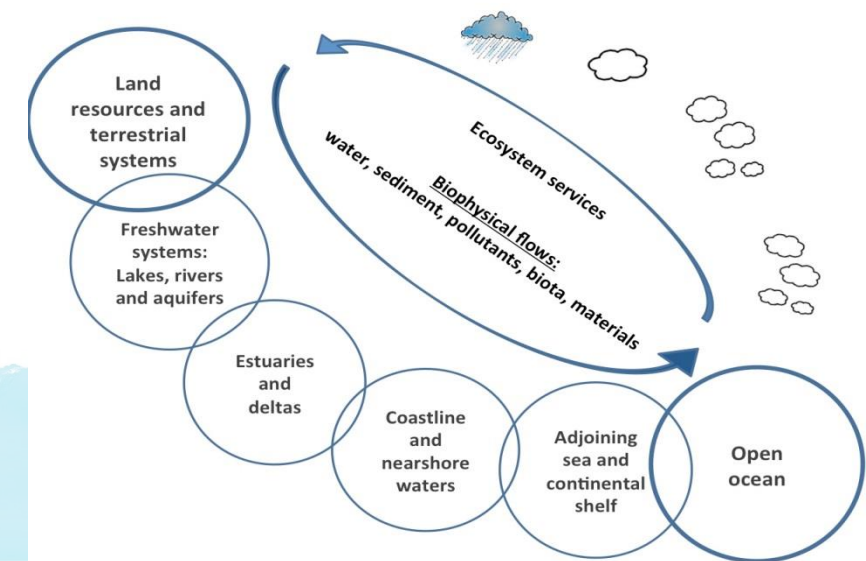 Land
resources and
terrestrial
systems
Freshwater
systems:
Lakes, rivers
and aquifers
Estuaries
and
deltas
Coastline
and
nearshore
waters
Adjoining
sea and
continental
shelf
Open
ocean
Ecosystem services
Biophysical flows:
water, sediment, pollutants, biota, materials